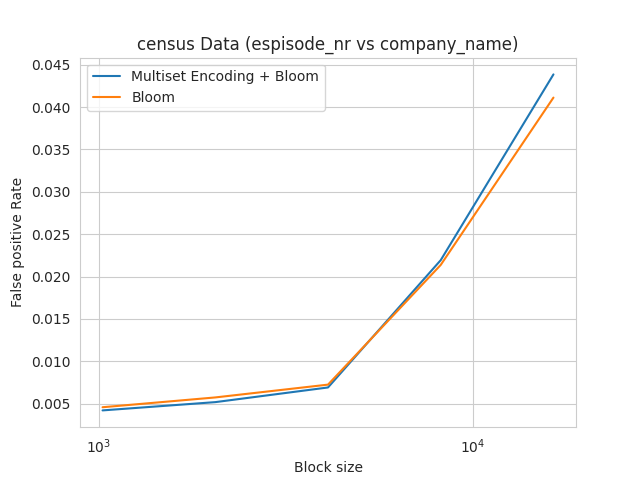 census Data (espisode_nr vs company_name)
Multiset Encoding + Bloom
Bloom
False positive Rate
0.045
0.040
0.035
0.030
0.025
0.020
0.015
0.010
0.005
10³
10⁴
Block size